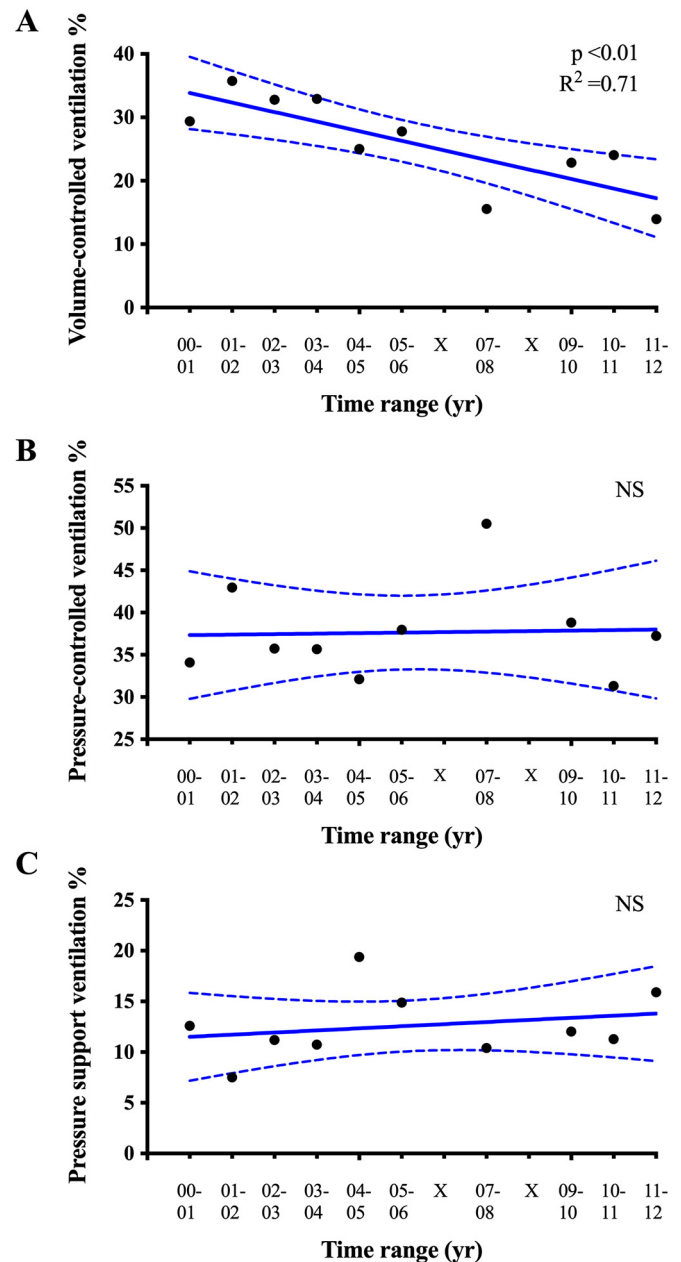 A
Volume-controlled ventilation %
p <0.01
R² =0.71
40
30
20
10
0
00- 01- 02- 03- 04- 05- X 07- X 09- 10- 11-
01 02 03 04 05 06 08 10 11 12
Time range (yr)
B
Pressure-controlled ventilation %
NS
55
50
45
40
35
30
25
00- 01- 02- 03- 04- 05- X 07- X 09- 10- 11-
01 02 03 04 05 06 08 10 11 12
Time range (yr)
C
Pressure support ventilation %
NS
25
20
15
10
5
0
00- 01- 02- 03- 04- 05- X 07- X 09- 10- 11-
01 02 03 04 05 06 08 10 11 12
Time range (yr)